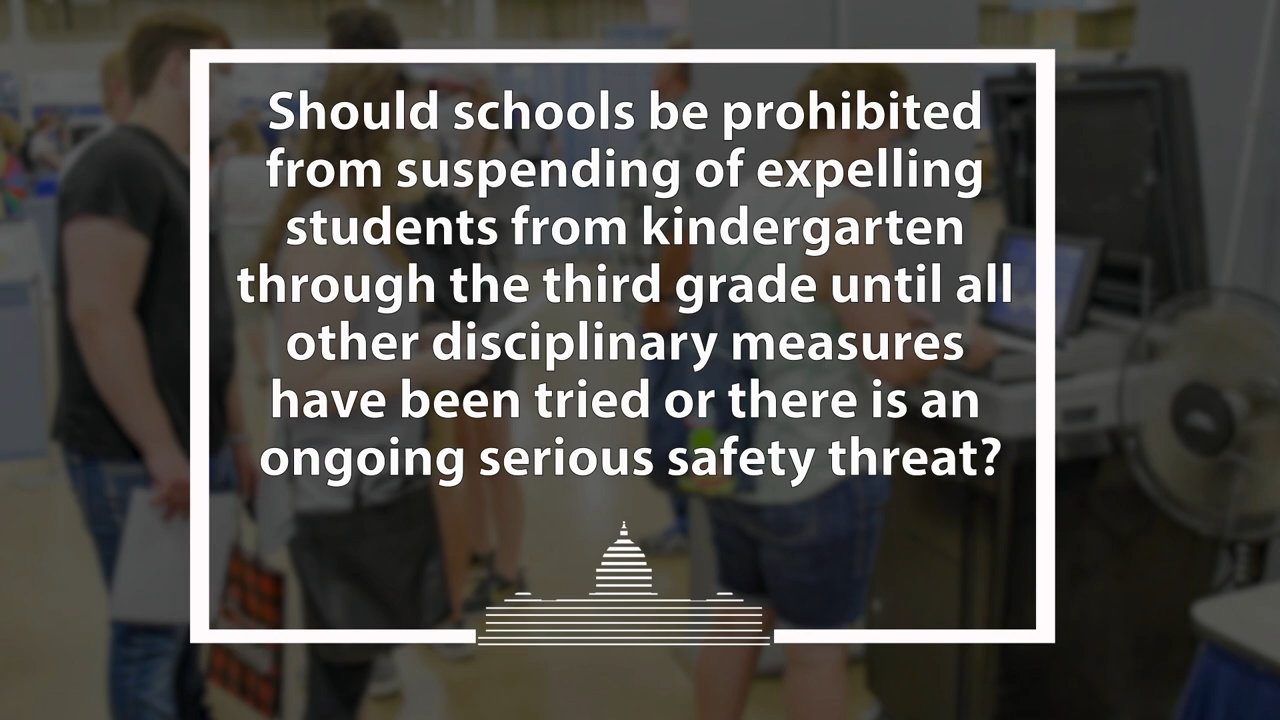 Should schools be prohibited
from suspending of expelling
students from kindergarten
through the third grade until all
other disciplinary measures
have been tried or there is an
ongoing serious safety threat?